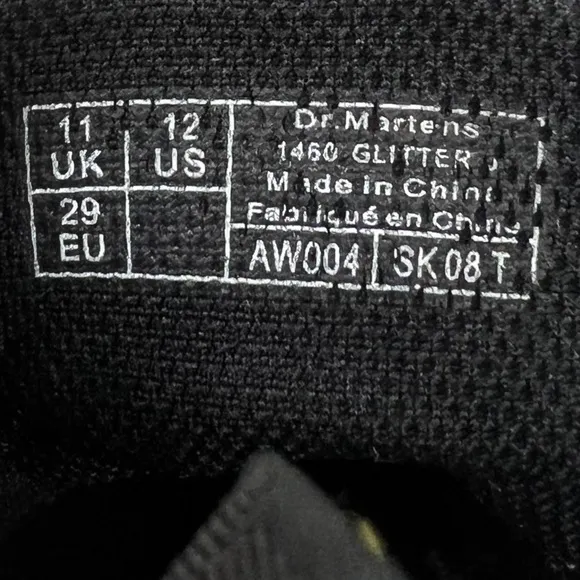 11
UK
12
US
29
EU
Dr. Martens
1460 GLITTER J
Made in China
Fabriqué en Chine
AW004
SK08T